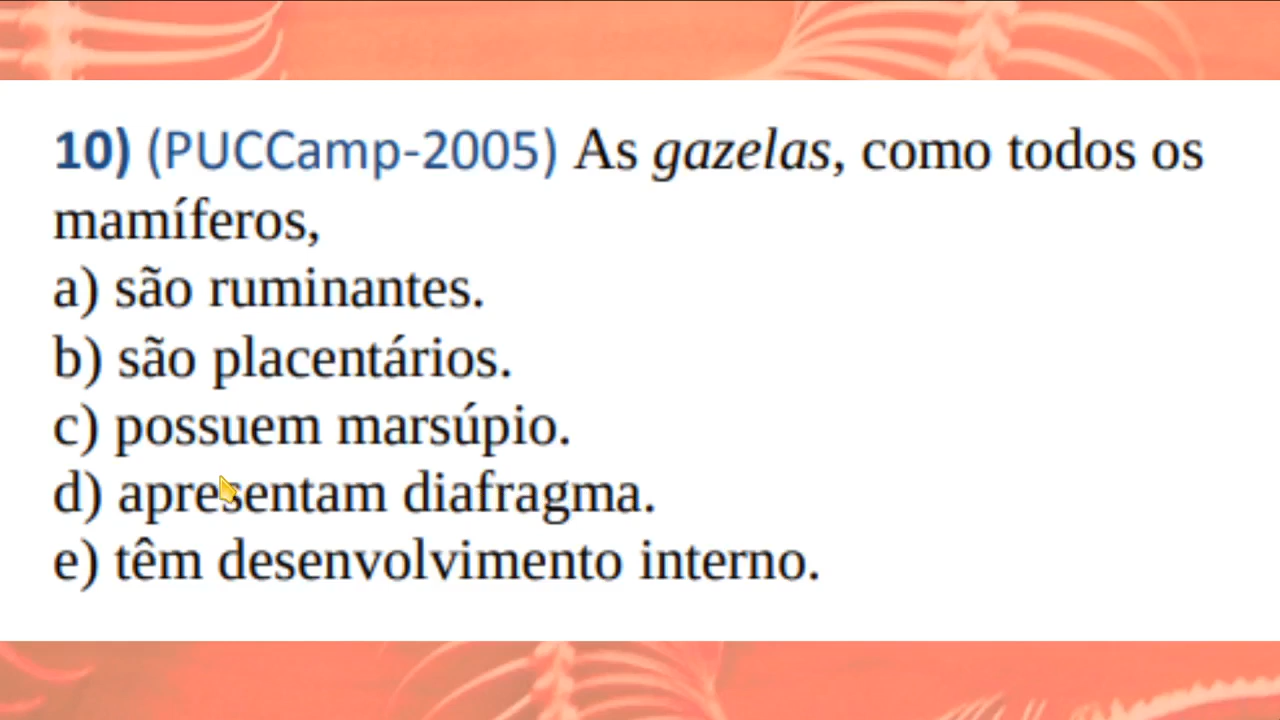 10) (PUCCamp-2005) As gazelas, como todos os
mamíferos,
a) são ruminantes.
b) são placentários.
c) possuem marsúpio.
d) apresentam diafragma.
e) têm desenvolvimento interno.